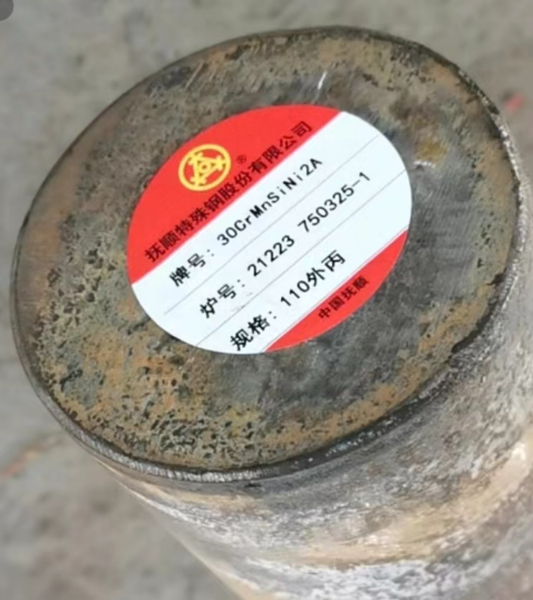 ®
抚顺特殊钢股份有限公司
牌号: 30CrMnSiNi2A
炉号: 21223 750325-1
规格: 110外丙
中国抚顺